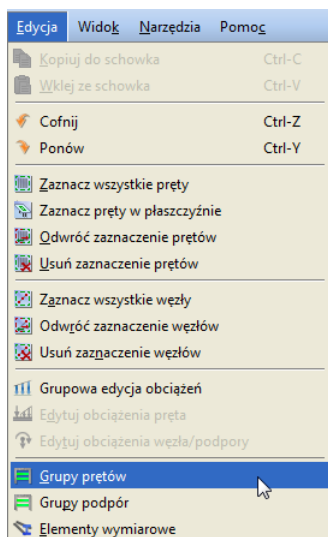 Edycja Widok Narzędzia Pomoc
Kopiuj do schowka Ctrl-C
Wklej ze schowka Ctrl-V
Cofnij Ctrl-Z
Ponów Ctrl-Y
Zaznacz wszystkie pręty
Zaznacz pręty w płaszczyźnie
Odwróć zaznaczenie prętów
Usuń zaznaczenie prętów
Zaznacz wszystkie węzły
Odwróć zaznaczenie węzłów
Usuń zaznaczenie węzłów
Grupowa edycja obciążeń
Edytuj obciążenia pręta
Edytuj obciążenia węzła/podpory
Grupy prętów
Grupy podpór
Elementy wymiarowe